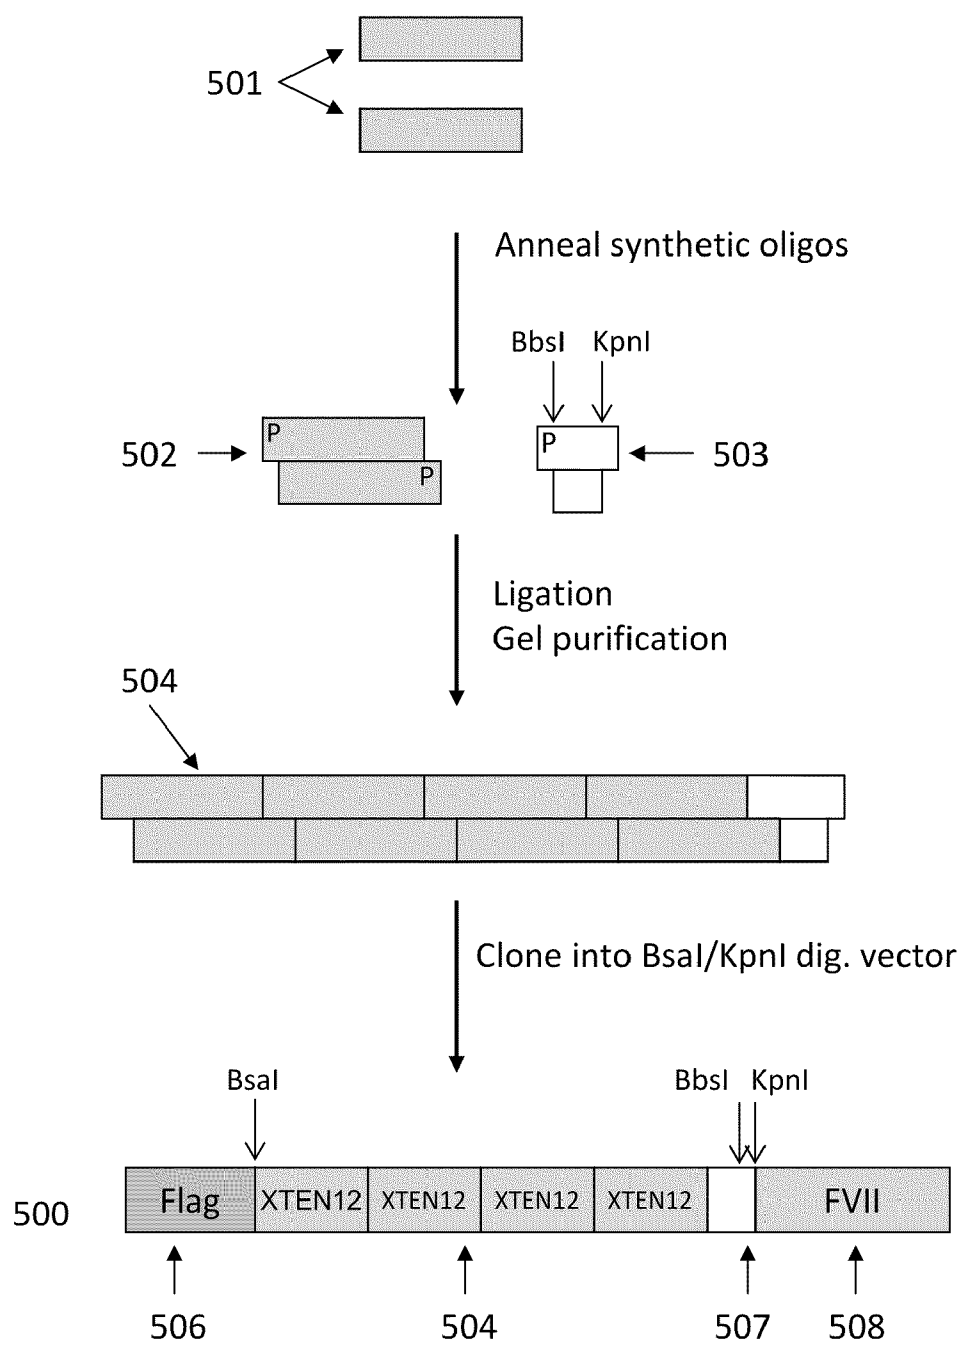 501
Anneal synthetic oligos
BbsI KpnI
502 P P P 503
Ligation
Gel purification
504
Clone into BsaI/KpnI dig. vector
BsaI BbsI KpnI
500 Flag XTEN12 XTEN12 XTEN12 XTEN12 FVII
506 504 507 508